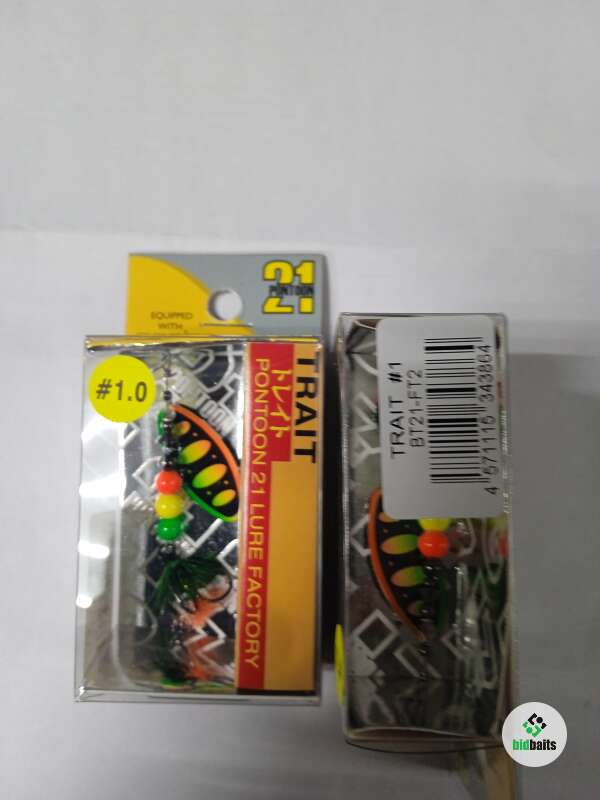 21
PONTOON
EQUIPPED
WITH
#1.0
TRAIT
トレイト
PONTOON 21 LURE FACTORY
TRAIT #1
BT21-FT2
4 571115 343864
bidbaits